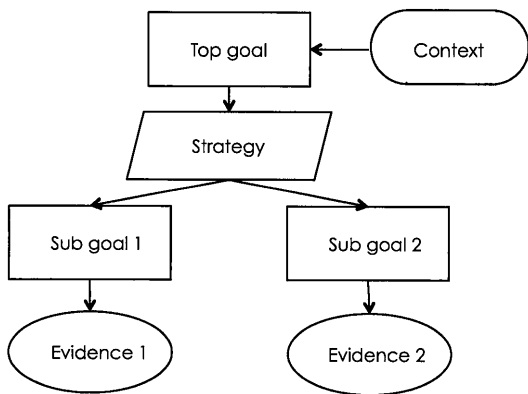 Top goal
Context
Strategy
Sub goal 1
Sub goal 2
Evidence 1
Evidence 2